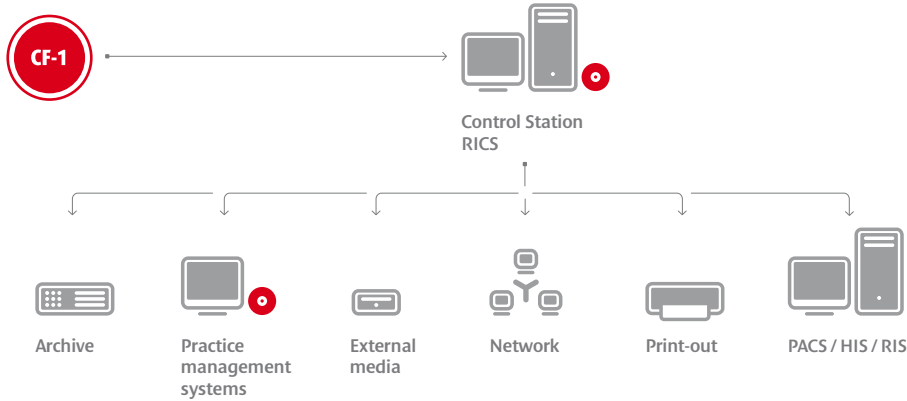 CF-1
Control Station
RICS
Archive
Practice
management
systems
External
media
Network
Print-out
PACS / HIS / RIS